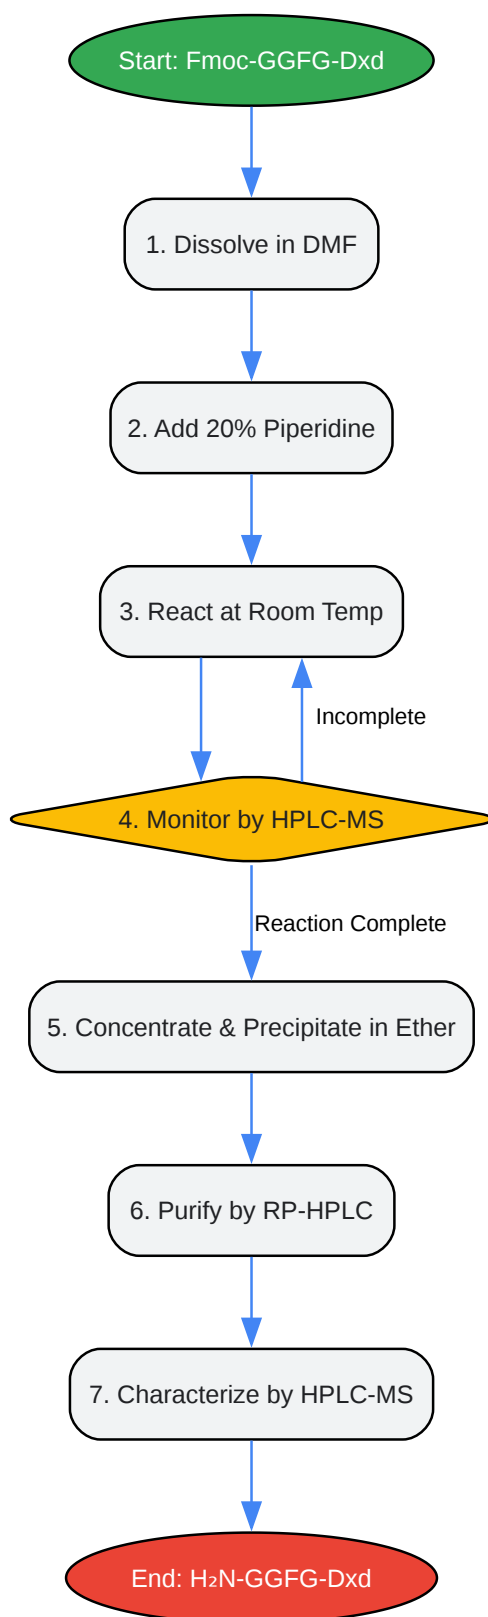 Start: Fmoc-GGFG-Dxd
1. Dissolve in DMF
2. Add 20% Piperidine
3. React at Room Temp
Incomplete
4. Monitor by HPLC-MS
Reaction Complete
5. Concentrate & Precipitate in Ether
6. Purify by RP-HPLC
7. Characterize by HPLC-MS
End: H₂N-GGFG-Dxd